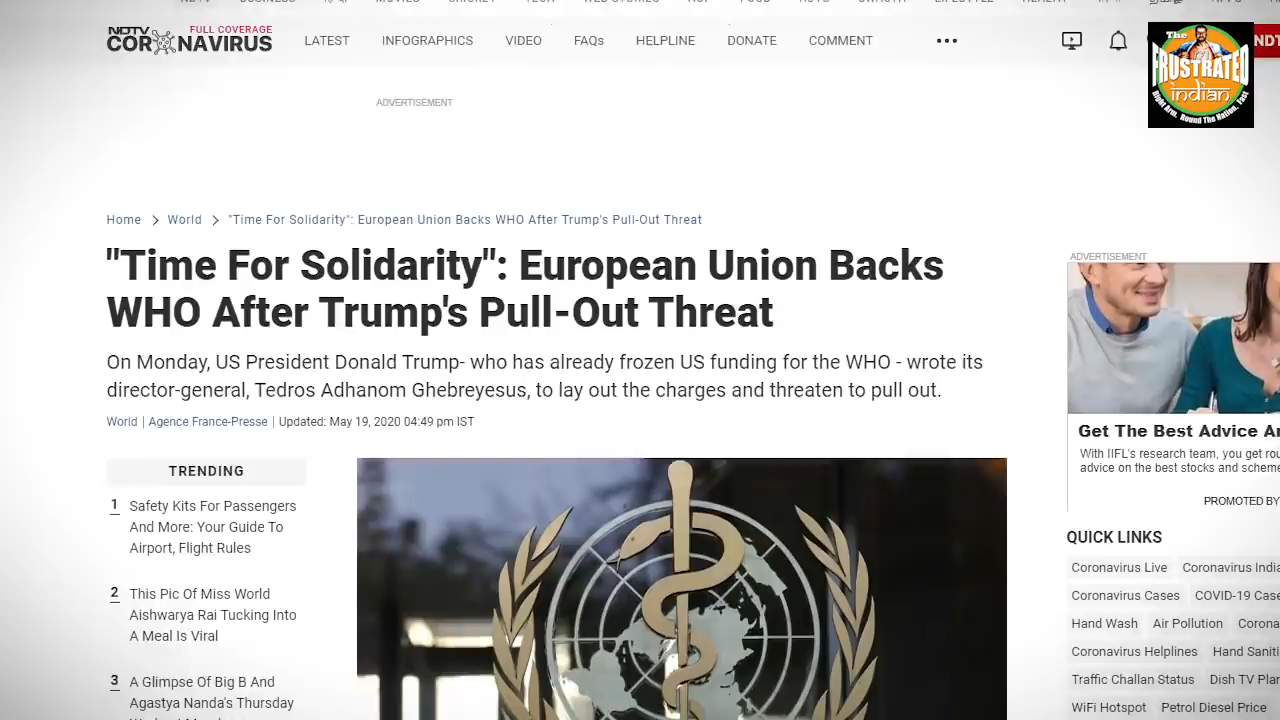 NDTV
FULL COVERAGE
CORONAVIRUS
LATEST
INFOGRAPHICS
VIDEO
FAQs
HELPLINE
DONATE
COMMENT
The
FRUSTRATED
indian
Right Arm, Round The Nation, Fast
NDT
ADVERTISEMENT
Home > World > "Time For Solidarity": European Union Backs WHO After Trump's Pull-Out Threat
"Time For Solidarity": European Union Backs
WHO After Trump's Pull-Out Threat
On Monday, US President Donald Trump- who has already frozen US funding for the WHO - wrote its
director-general, Tedros Adhanom Ghebreyesus, to lay out the charges and threaten to pull out.
World | Agence France-Presse | Updated: May 19, 2020 04:49 pm IST
TRENDING
1 Safety Kits For Passengers
And More: Your Guide To
Airport, Flight Rules
2 This Pic Of Miss World
Aishwarya Rai Tucking Into
A Meal Is Viral
3 A Glimpse Of Big B And
Agastya Nanda's Thursday
ADVERTISEMENT
Get The Best Advice An
With IIFL's research team, you get rou
advice on the best stocks and scheme
PROMOTED BY
QUICK LINKS
Coronavirus Live Coronavirus India
Coronavirus Cases COVID-19 Case
Hand Wash Air Pollution Corona
Coronavirus Helplines Hand Saniti
Traffic Challan Status Dish TV Plan
WiFi Hotspot Petrol Diesel Price